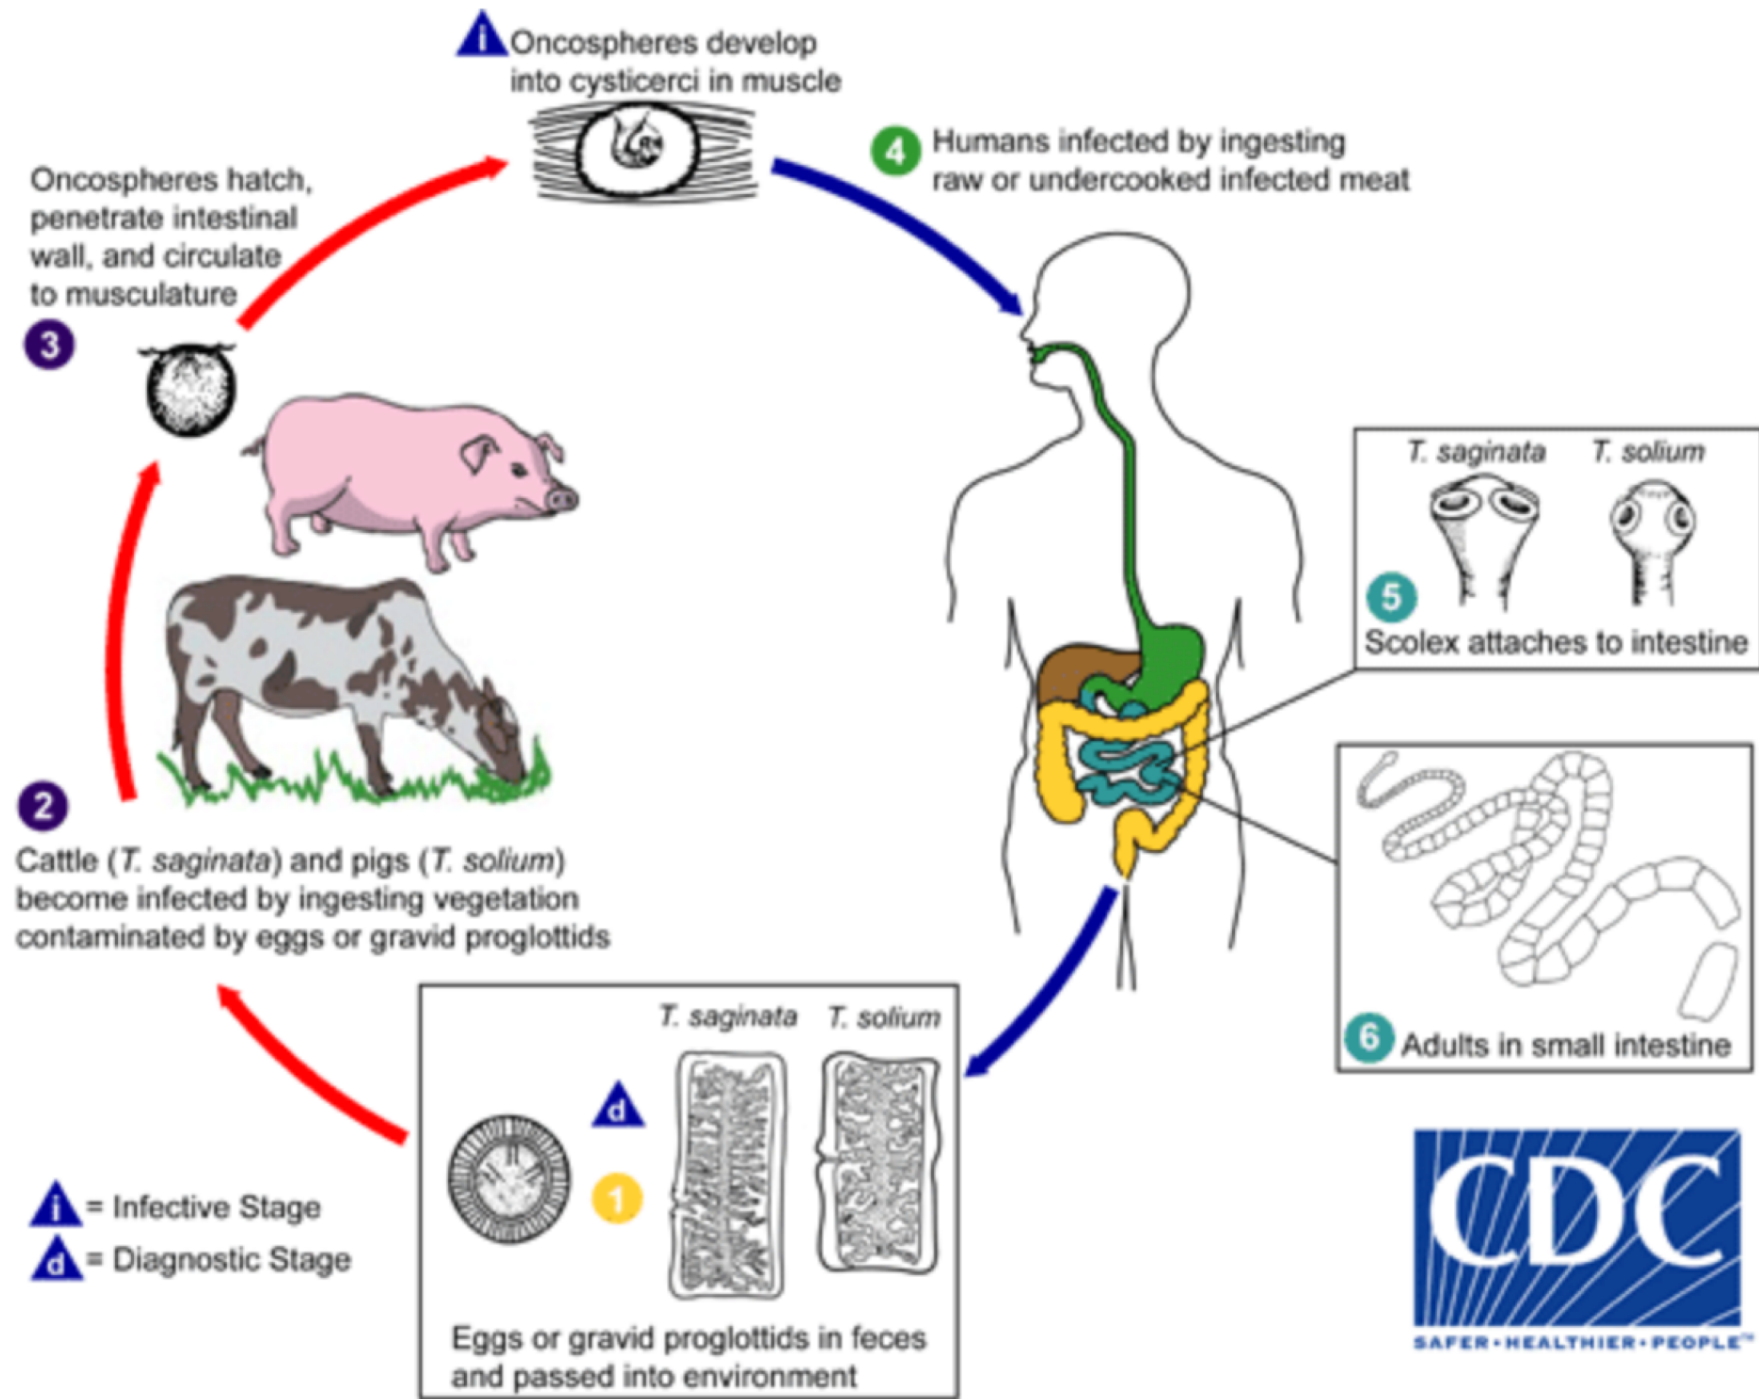 i Oncospheres develop
into cysticerci in muscle
4 Humans infected by ingesting
raw or undercooked infected meat
Oncospheres hatch,
penetrate intestinal
wall, and circulate
to musculature
3
T. saginata T. solium
5
Scolex attaches to intestine
2
Cattle (T. saginata) and pigs (T. solium)
become infected by ingesting vegetation
contaminated by eggs or gravid proglottids
6 Adults in small intestine
T. saginata T. solium
d
1
Eggs or gravid proglottids in feces
and passed into environment
i = Infective Stage
d = Diagnostic Stage
CDC
SAFER•HEALTHIER•PEOPLE™